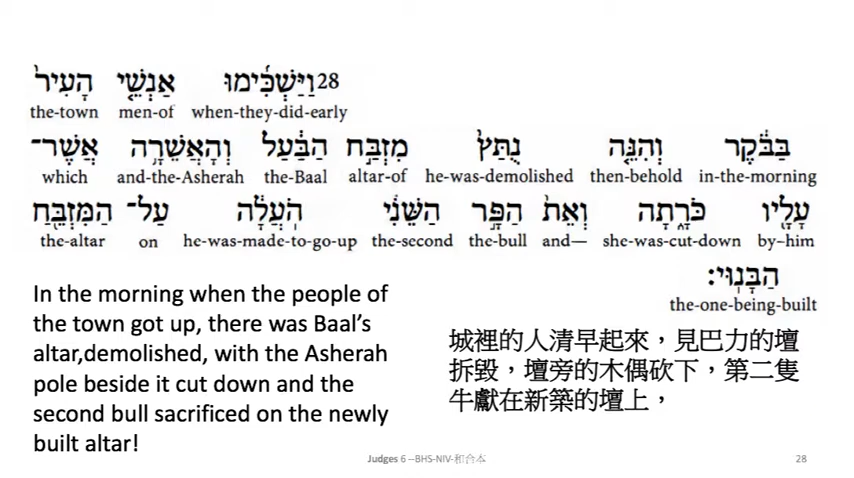 28 וַיַּשְׁכִּ֜ימוּ אַנְשֵׁ֤י הָעִיר֙
the-town men-of when-they-did-early
בַּבֹּ֔קֶר וְהִנֵּ֤ה נֻתַּץ֙ מִזְבַּ֣ח הַבַּ֔עַל וְהָאֲשֵׁרָ֥ה אֲשֶׁר־
which and-the-Asherah the-Baal altar-of he-was-demolished then-behold in-the-morning
עָלָ֖יו כֹּרָ֑תָה וְאֵת֙ הַפָּ֣ר הַשֵּׁנִ֔י הֹֽעֲלָ֔ה עַל־ הַמִּזְבֵּ֖חַ
the-altar on he-was-made-to-go-up the-second the-bull and— she-was-cut-down by-him
הַבָּנֽוּי׃
the-one-being-built
In the morning when the people of
the town got up, there was Baal’s
altar,demolished, with the Asherah
pole beside it cut down and the
second bull sacrificed on the newly
built altar!
城裡的人清早起來，見巴力的壇
拆毀，壇旁的木偶砍下，第二隻
牛獻在新築的壇上，
Judges 6 –BHS-NIV-和合本
28